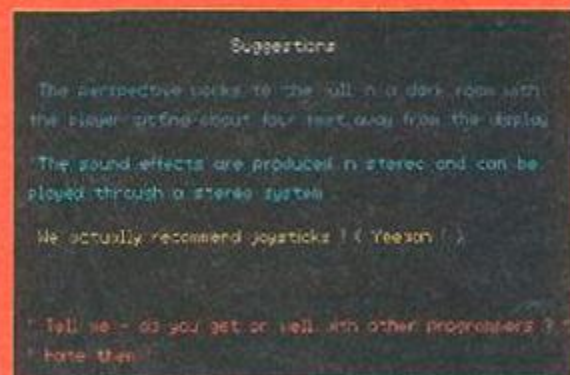 Suggestions
The perspective works to the full in a dark room with
the player sitting about four feet away from the display
The sound effects are produced in stereo and can be
played through a stereo system
We actually recommend joysticks ! ( Yeeson ! )
" Tell me - do you get on well with other programmers ? "
" Hate them "